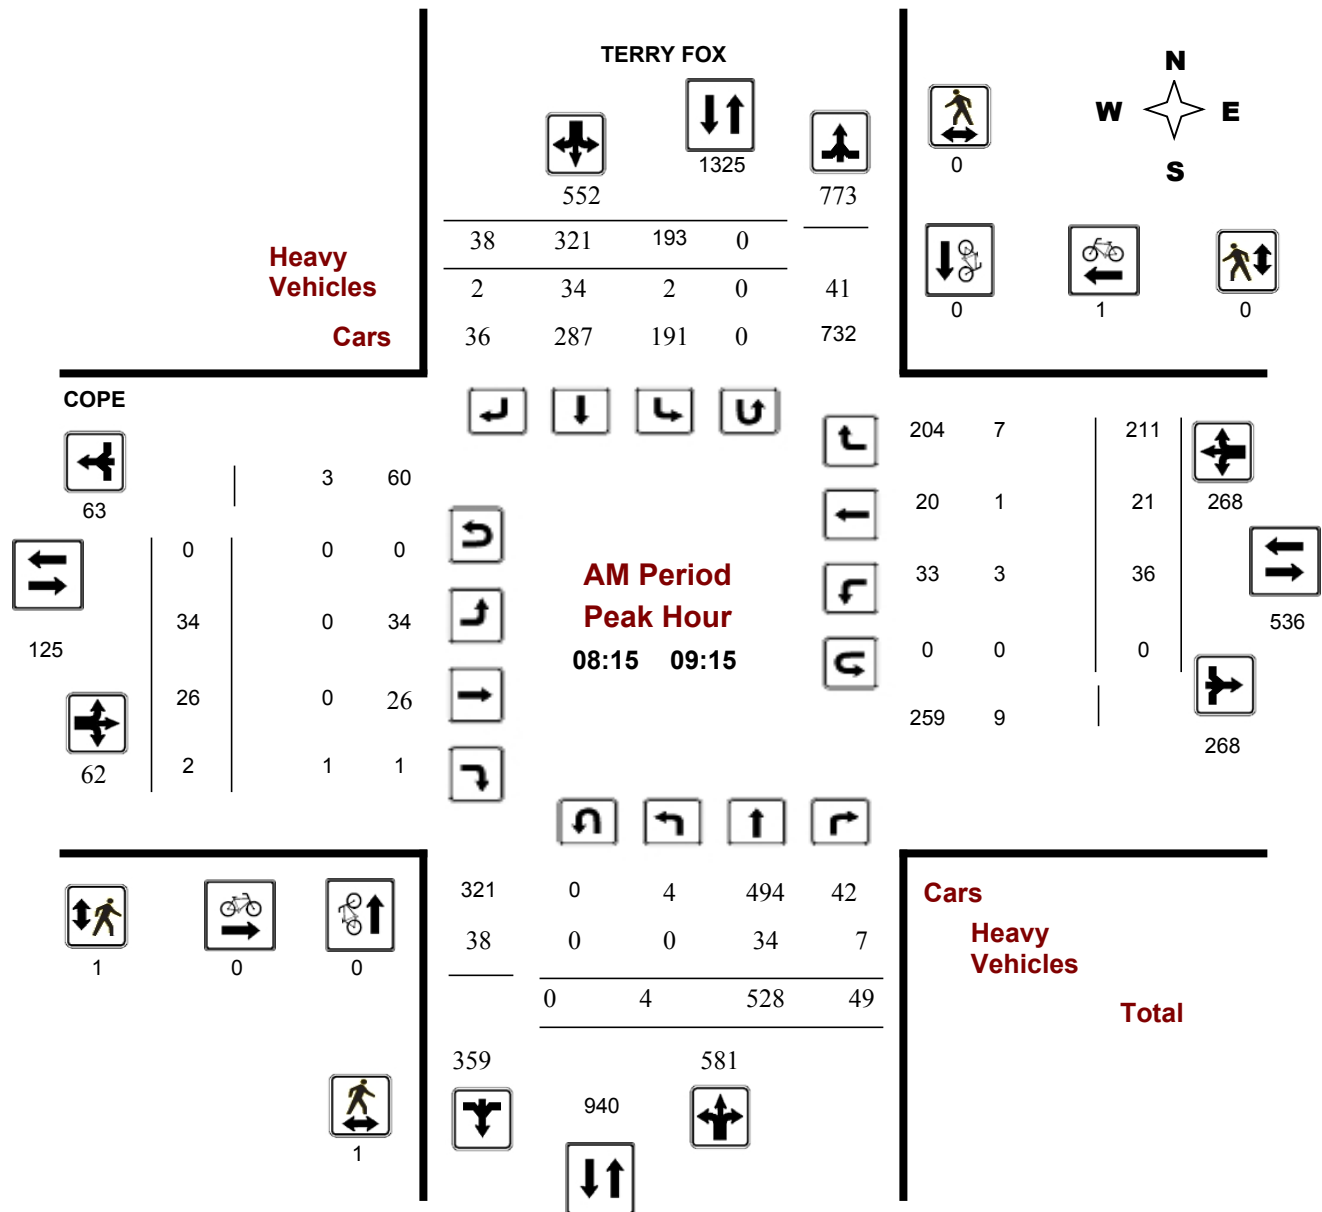 TERRY FOX
N
W E
S
1325
0
552 773
38 321 193 0
Heavy
Vehicles 2 34 2 0 41
Cars 36 287 191 0 732
0 1 0
COPE
204 7 211
3 60
63
20 1 21 268
0 0 0
AM Period
33 3 36
Peak Hour
34 0 34
536
125
08:15 09:15
0 0 0
26 0 26
259 9
268
62 2 1 1
321 0 4 494 42 Cars
38 0 0 34 7 Heavy
Vehicles
1 0 0
0 4 528 49
Total
359 581
940
1